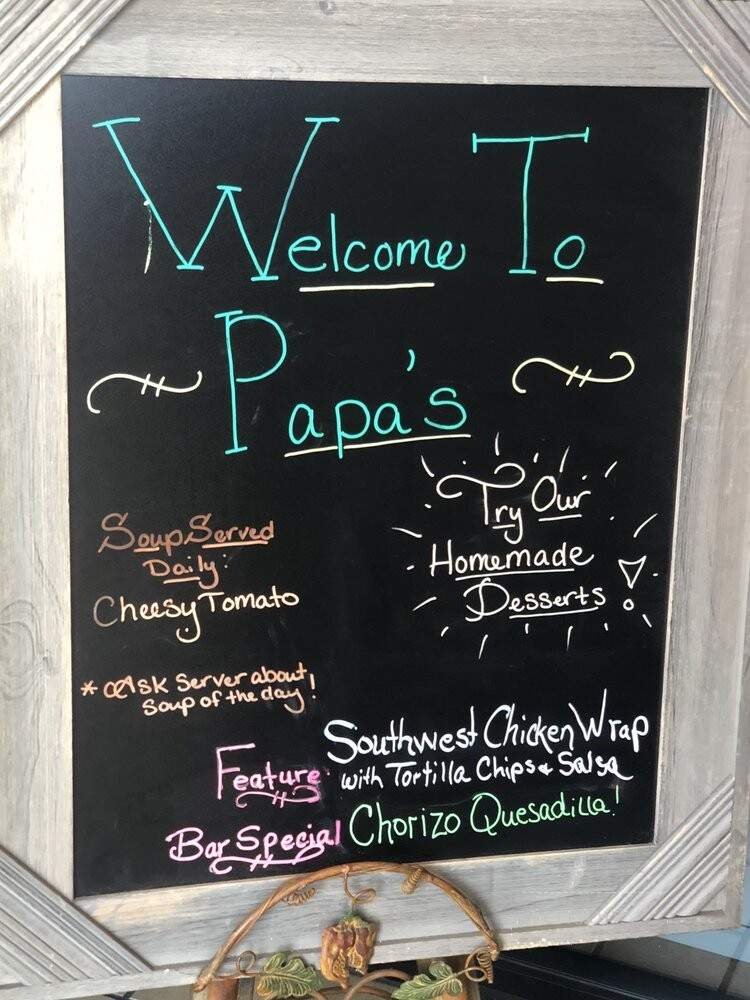 Welcome To
Papa's
Soup Served
Daily:
Cheesy Tomato
* Ask Server about
Soup of the day!
Try Our
Homemade
Desserts!
Feature
Southwest Chicken Wrap
with Tortilla Chips & Salsa
Bar Special
Chorizo Quesadilla!